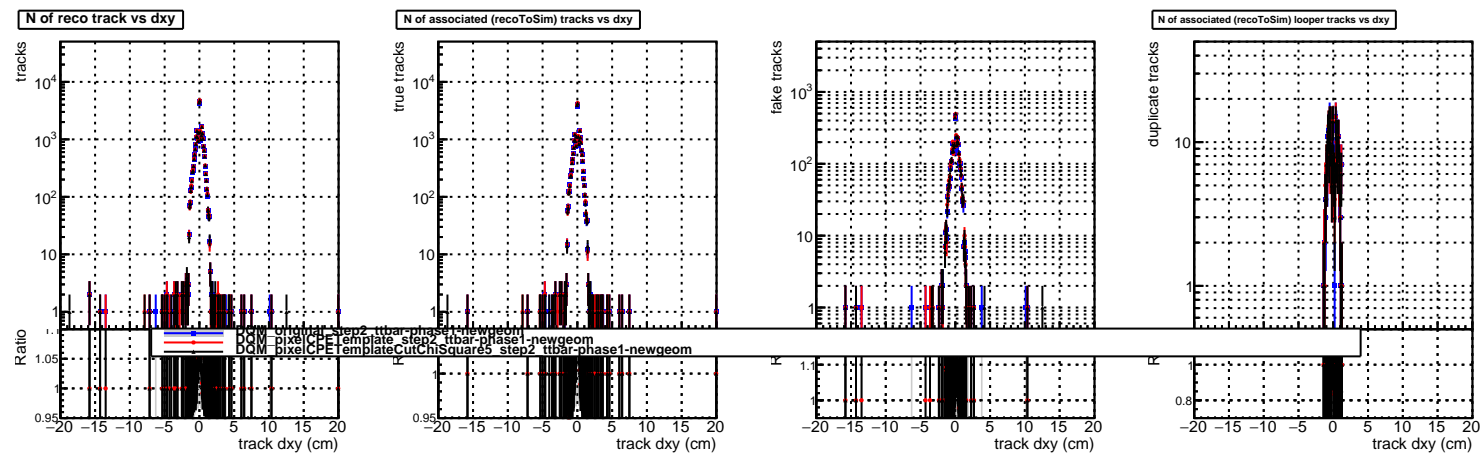 N of reco track vs dxy
tracks
10⁴
10³
10²
10
1
Ratio
1.05
1
0.95
−20 −15 −10 −5 0 5 10 15 20
track dxy (cm)
N of associated (recoToSim) tracks vs dxy
true tracks
10⁴
10³
10²
10
1
1.05
1
0.95
−20 −15 −10 −5 0 5 10 15 20
track dxy (cm)
fake tracks
10³
10²
10
1
1.1
1
−20 −15 −10 −5 0 5 10 15 20
track dxy (cm)
N of associated (recoToSim) looper tracks vs dxy
duplicate tracks
10
1
1
0.8
−20 −15 −10 −5 0 5 10 15 20
track dxy (cm)
DQM_original_step2_ttbar-phase1-newgeom
DQM_pixelCPETemplate_step2_ttbar-phase1-newgeom
DQM_pixelCPETemplateCutChiSquare5_step2_ttbar-phase1-newgeom